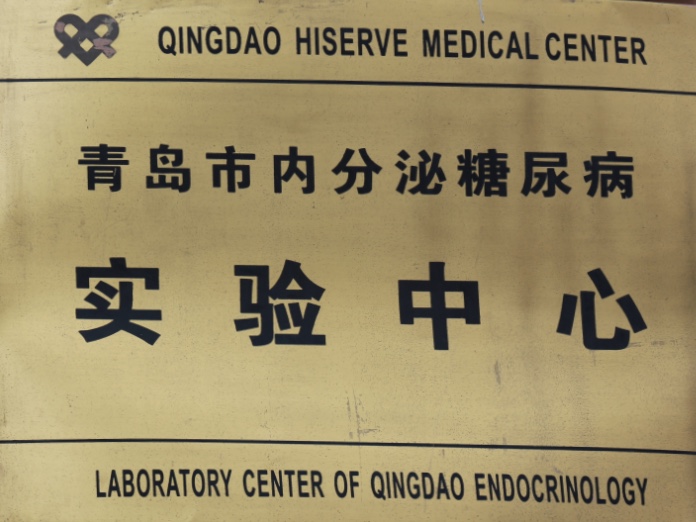 QINGDAO HISERVE MEDICAL CENTER
青岛市内分泌糖尿病
实验中心
LABORATORY CENTER OF QINGDAO ENDOCRINOLOGY